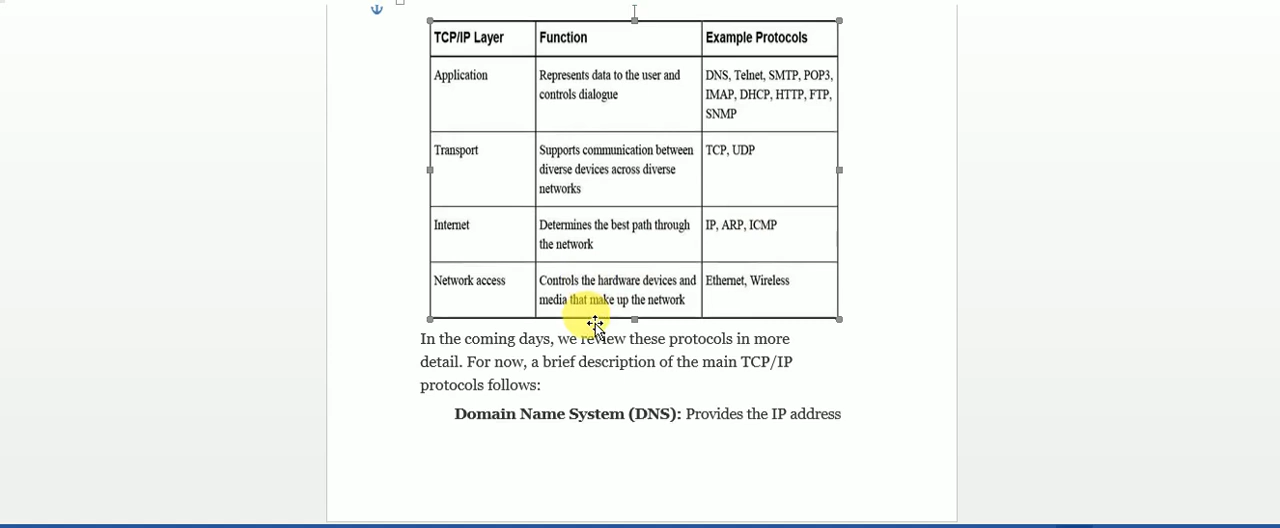 TCP/IP Layer Function Example Protocols
Application Represents data to the user and DNS, Telnet, SMTP, POP3,
controls dialogue IMAP, DHCP, HTTP, FTP,
SNMP
Transport Supports communication between TCP, UDP
diverse devices across diverse
networks
Internet Determines the best path through IP, ARP, ICMP
the network
Network access Controls the hardware devices and Ethernet, Wireless
media that make up the network
In the coming days, we review these protocols in more
detail. For now, a brief description of the main TCP/IP
protocols follows:
Domain Name System (DNS): Provides the IP address